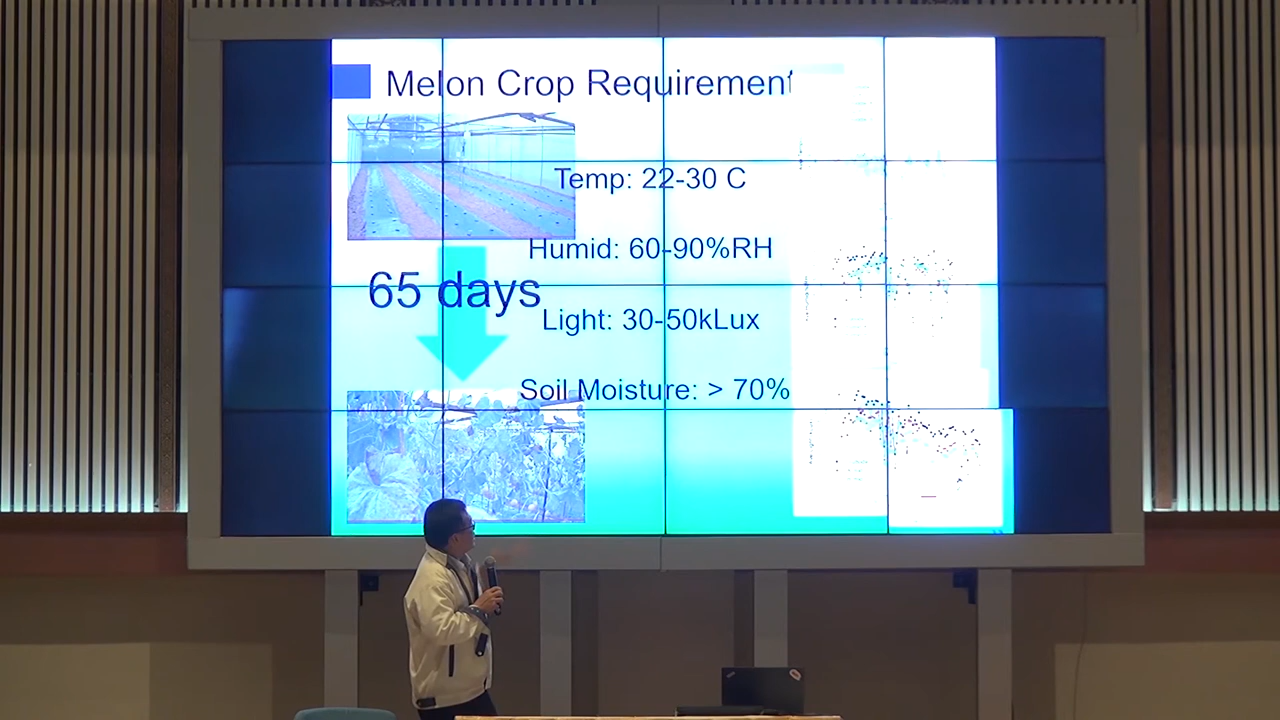 Melon Crop Requirement
Temp: 22-30 C
Humid: 60-90%RH
65 days
Light: 30-50kLux
Soil Moisture: > 70%